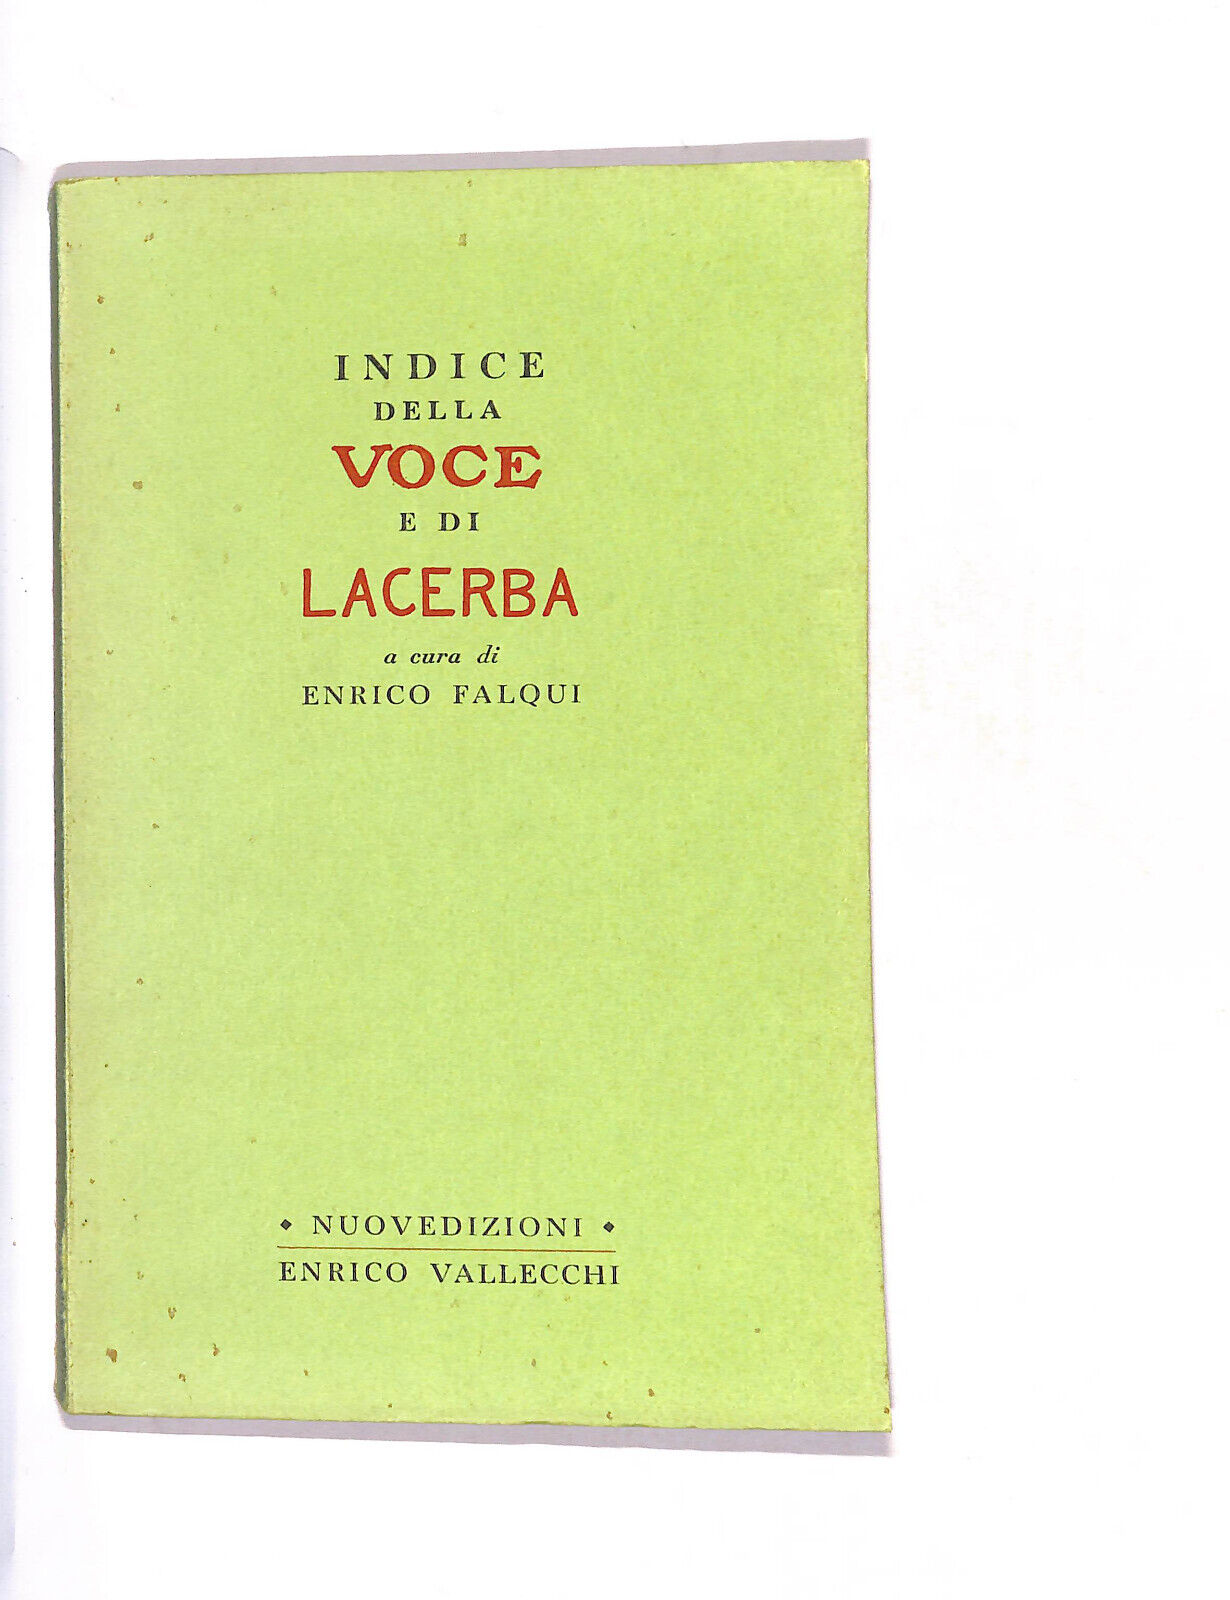 INDICE
DELLA
VOCE
E DI
LACERBA
a cura di
ENRICO FALQUI
◆ NUOVEDIZIONI ◆
ENRICO VALLECCHI